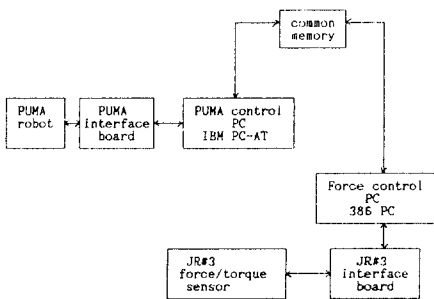 common
memory
PUMA
robot
PUMA
interface
board
PUMA control
PC
IBM PC-AT
Force control
PC
386 PC
JR#3
force/torque
sensor
JR#3
interface
board